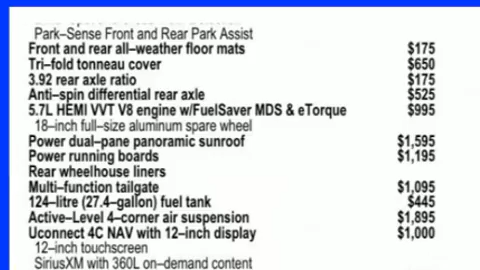 Park–Sense Front and Rear Park Assist
Front and rear all–weather floor mats $175
Tri–fold tonneau cover $650
3.92 rear axle ratio $175
Anti–spin differential rear axle $525
5.7L HEMI VVT V8 engine w/FuelSaver MDS & eTorque $995
18–inch full–size aluminum spare wheel
Power dual–pane panoramic sunroof $1,595
Power running boards $1,195
Rear wheelhouse liners
Multi–function tailgate $1,095
124–litre (27.4–gallon) fuel tank $445
Active–Level 4–corner air suspension $1,895
Uconnect 4C NAV with 12–inch display $1,000
12–inch touchscreen
SiriusXM with 360L on–demand content